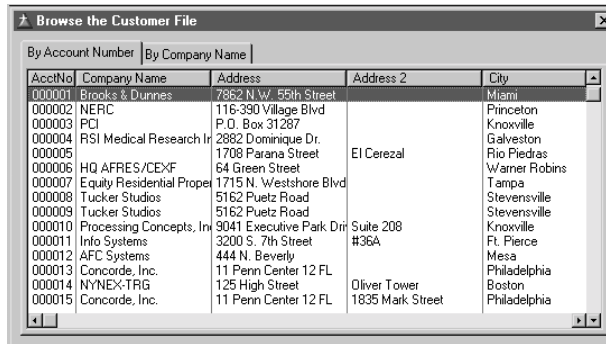 Browse the Customer File
By Account Number By Company Name
AcctNo Company Name Address Address 2 City
000001 Brooks & Dunnes 7862 N.W. 55th Street Miami
000002 NERC 116-390 Village Blvd Princeton
000003 PCI P.O. Box 31287 Knoxville
000004 RSI Medical Research In 2882 Dominique Dr. Galveston
000005 1708 Parana Street El Cerezal Rio Piedras
000006 HQ AFRES/CEXF 64 Green Street Warner Robins
000007 Equity Residential Proper 1715 N. Westshore Blvd Tampa
000008 Tucker Studios 5162 Puetz Road Stevensville
000009 Tucker Studios 5162 Puetz Road Stevensville
000010 Processing Concepts, In 9041 Executive Park Dri Suite 208 Knoxville
000011 Info Systems 3200 S. 7th Street #36A Ft. Pierce
000012 AFC Systems 444 N. Beverly Mesa
000013 Concorde, Inc. 11 Penn Center 12 FL Philadelphia
000014 NYNEX-TRG 125 High Street Oliver Tower Boston
000015 Concorde, Inc. 11 Penn Center 12 FL 1835 Mark Street Philadelphia